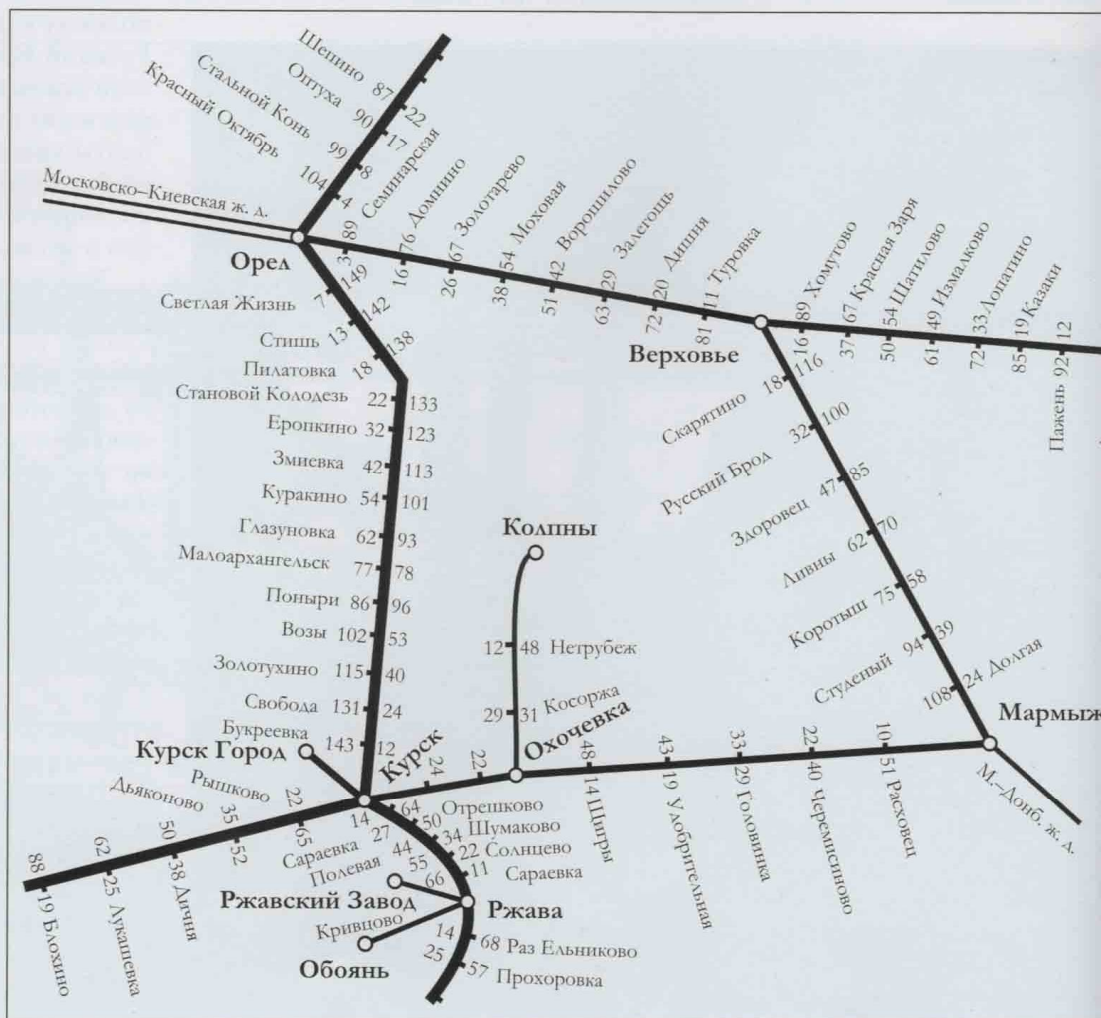 Шепино
87
22
Оптуха
90
17
Стальной Конь
99
8
Красный Октябрь
104
4
Московско–Киевская ж. д.
Орел
Семинарская
89
3
Домнино
76
16
Золотарево
67
26
Моховая
54
38
Ворошилово
42
51
Залегощь
29
63
Дишня
20
72
Туровка
11
81
Верховье
Хомутово
89
16
Красная Заря
67
37
Шатилово
54
50
Измалково
49
61
Лопатино
33
72
Казаки
19
85
12
92
Пажень
Светлая Жизнь
7
149
Стишь
13
142
Пилатовка
18
138
Становой Колодезь 22 133
Еропкино 32 123
Змиевка 42 113
Куракино 54 101
Глазуновка 62 93
Малоархангельск 77 78
Поныри 86 96
Возы 102 53
Золотухино 115 40
Свобода 131 24
Букреевка 143 12
Скарятино
18 116
Русский Брод
32 100
Здоровец
47 85
Ливны
62 70
Коротыш
75 58
Студеный
94 39
108 24 Долгая
Мармыж
М.–Донб. ж. д.
Колпны
12 48 Нетрубеж
29 31 Косоржа
Охочевка
Курск Город
Курск
24
22
48
14 Щигры
43
19 Удобрительная
33
29 Головинка
22
40 Черемисиново
10
51 Расховец
Рышково
22
65
Дьяконово
35
52
50
38 Дичня
62
25 Лукашевка
88
19 Блохино
14 64 Отрешково
Сараевка 27 50
Полевая 44 34 Шумаково
55 22 Солнцево
66 11 Сараевка
Ржавский Завод
Ржава
Кривцово
Обоянь
14 68 Раз Ельниково
25 57 Прохоровка